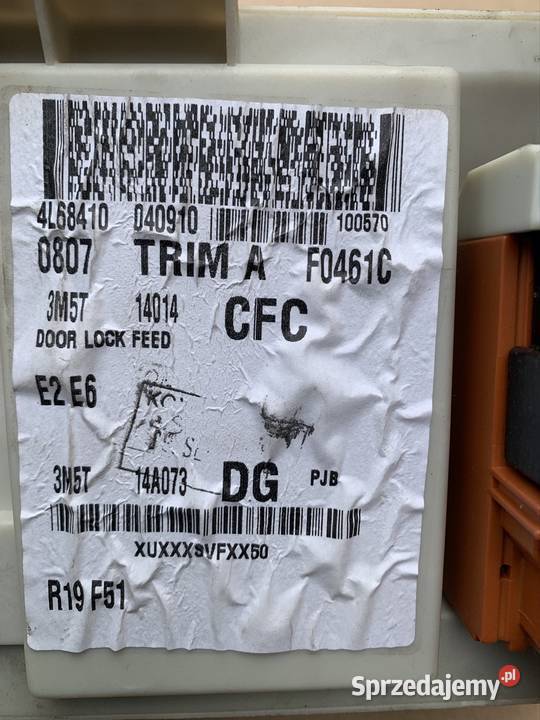 4L68410 040910 100570
0807 TRIM A F0461C
3M5T 14014 CFC
DOOR LOCK FEED
E2 E6
3M5T 14A073 DG PJB
R19 F51
Sprzedajemy.pl